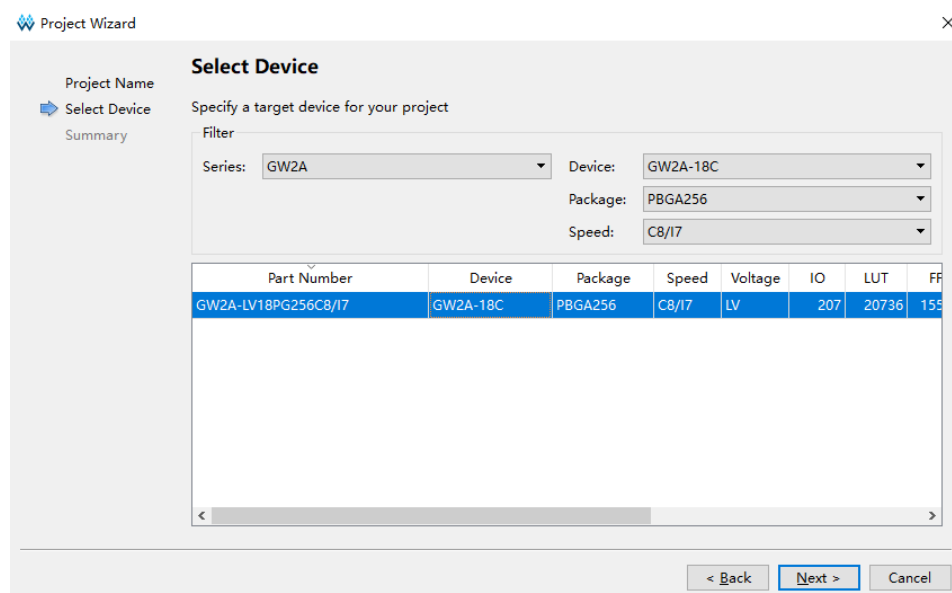 Project Wizard
Project Name
Select Device
Summary
Select Device
Specify a target device for your project
Filter
Series: GW2A Device: GW2A-18C
Package: PBGA256
Speed: C8/I7
Part Number Device Package Speed Voltage IO LUT FF
GW2A-LV18PG256C8/I7 GW2A-18C PBGA256 C8/I7 LV 207 20736 155
< Back Next > Cancel